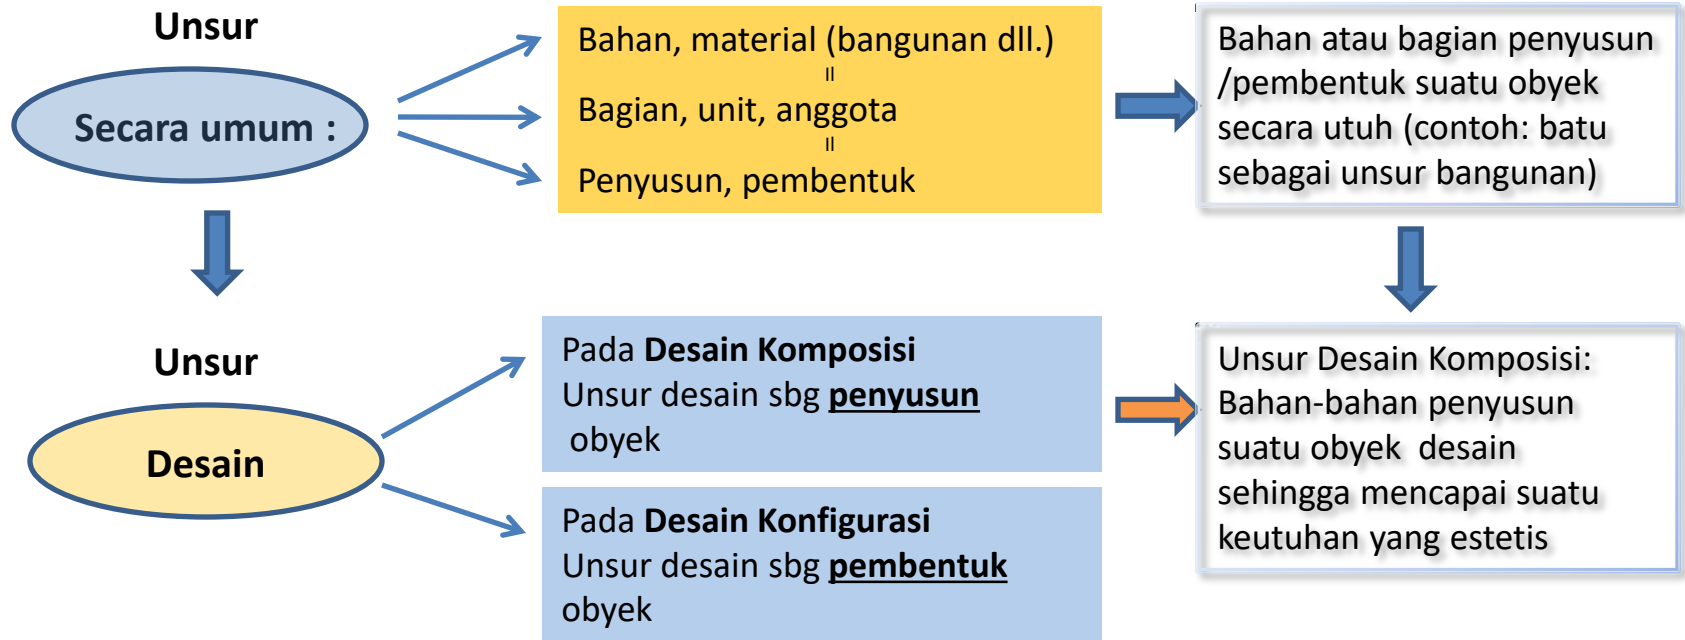 Unsur
Secara umum :
Bahan, material (bangunan dll.)
=
Bagian, unit, anggota
=
Penyusun, pembentuk
Bahan atau bagian penyusun
/pembentuk suatu obyek
secara utuh (contoh: batu
sebagai unsur bangunan)
Unsur
Desain
Pada Desain Komposisi
Unsur desain sbg penyusun
obyek
Pada Desain Konfigurasi
Unsur desain sbg pembentuk
obyek
Unsur Desain Komposisi:
Bahan-bahan penyusun
suatu obyek desain
sehingga mencapai suatu
keutuhan yang estetis